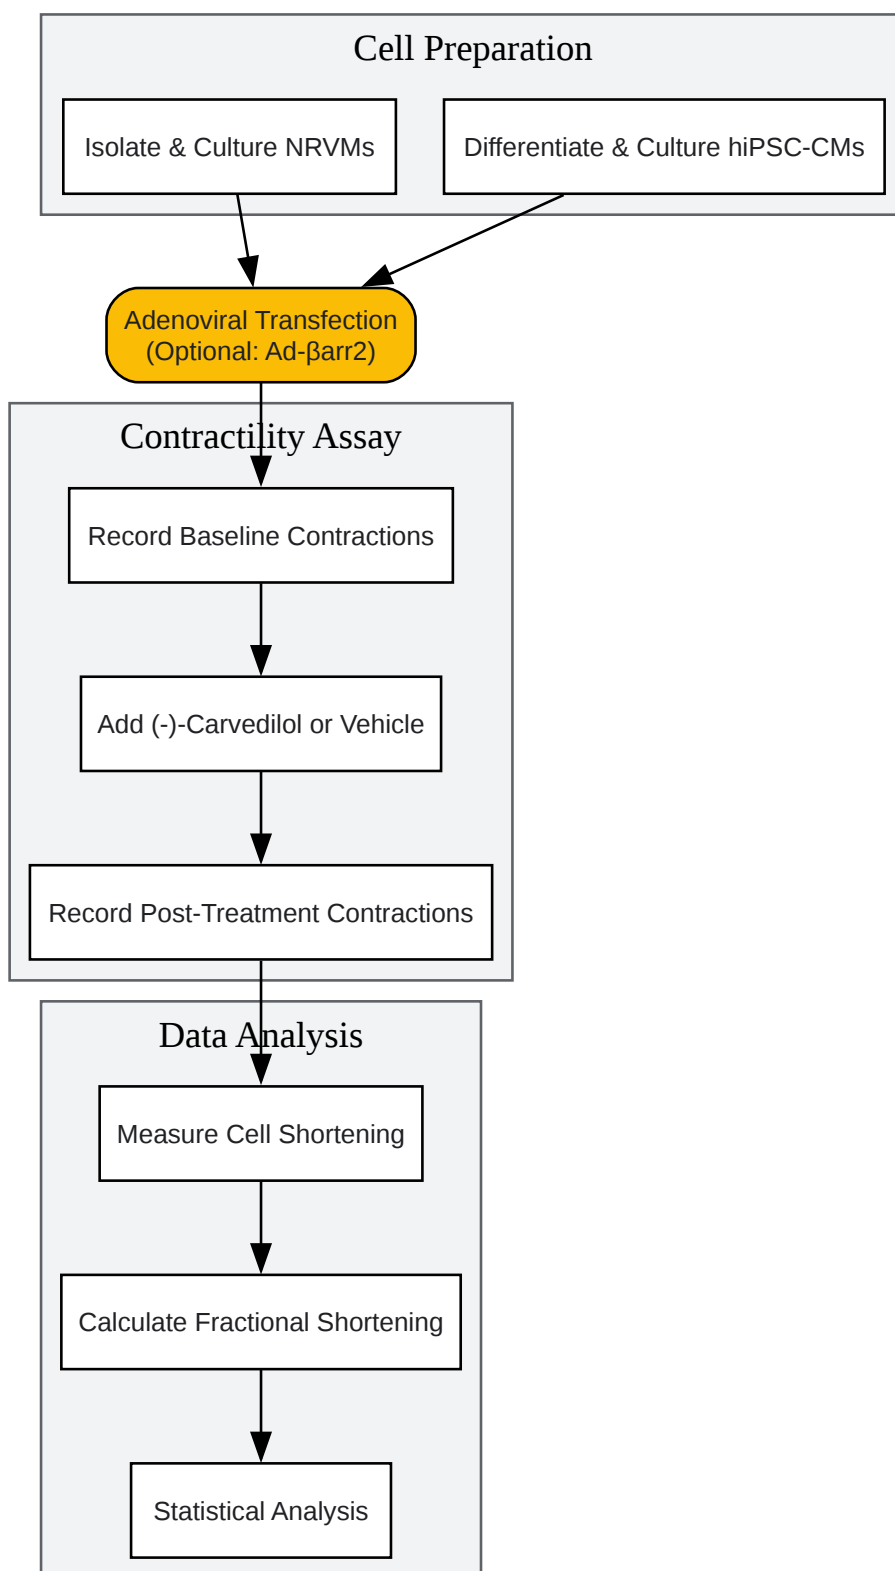 Cell Preparation
Isolate & Culture NRVMs
Differentiate & Culture hiPSC-CMs
Adenoviral Transfection
(Optional: Ad-βarr2)
Contractility Assay
Record Baseline Contractions
Add (-)-Carvedilol or Vehicle
Record Post-Treatment Contractions
Data Analysis
Measure Cell Shortening
Calculate Fractional Shortening
Statistical Analysis